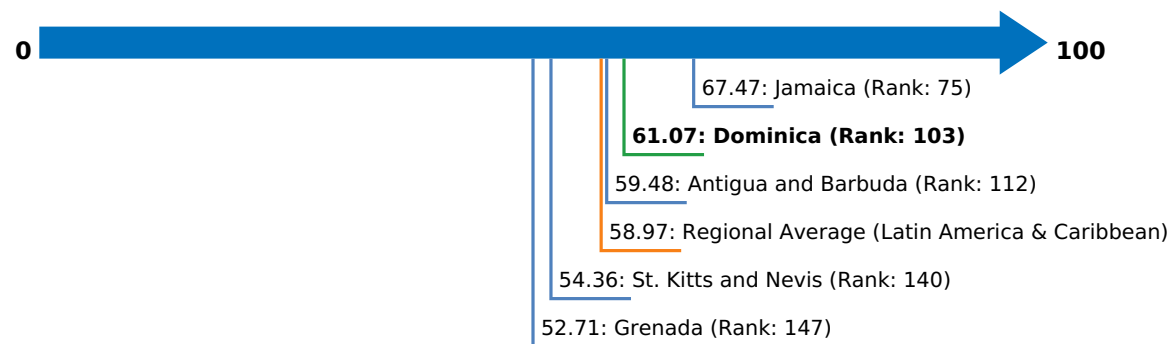 0
100
67.47: Jamaica (Rank: 75)
61.07: Dominica (Rank: 103)
59.48: Antigua and Barbuda (Rank: 112)
58.97: Regional Average (Latin America & Caribbean)
54.36: St. Kitts and Nevis (Rank: 140)
52.71: Grenada (Rank: 147)